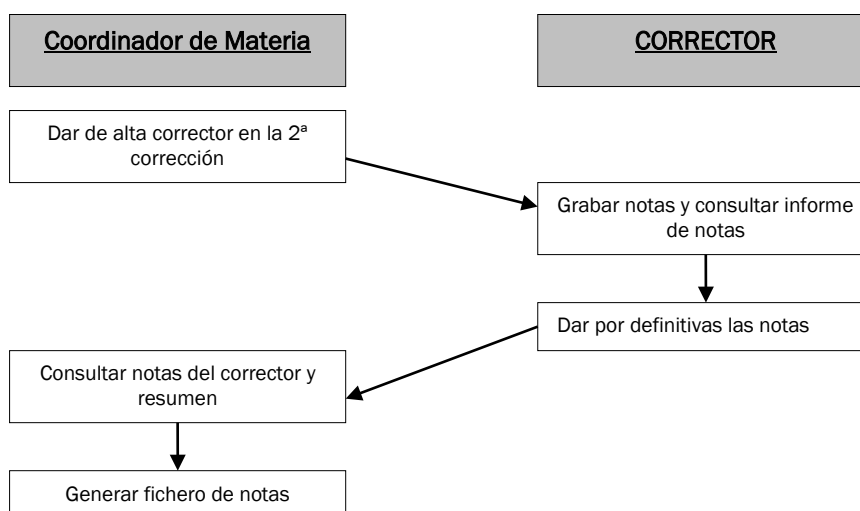 Coordinador de Materia
CORRECTOR
Dar de alta corrector en la 2ª
corrección
Grabar notas y consultar informe
de notas
Dar por definitivas las notas
Consultar notas del corrector y
resumen
Generar fichero de notas